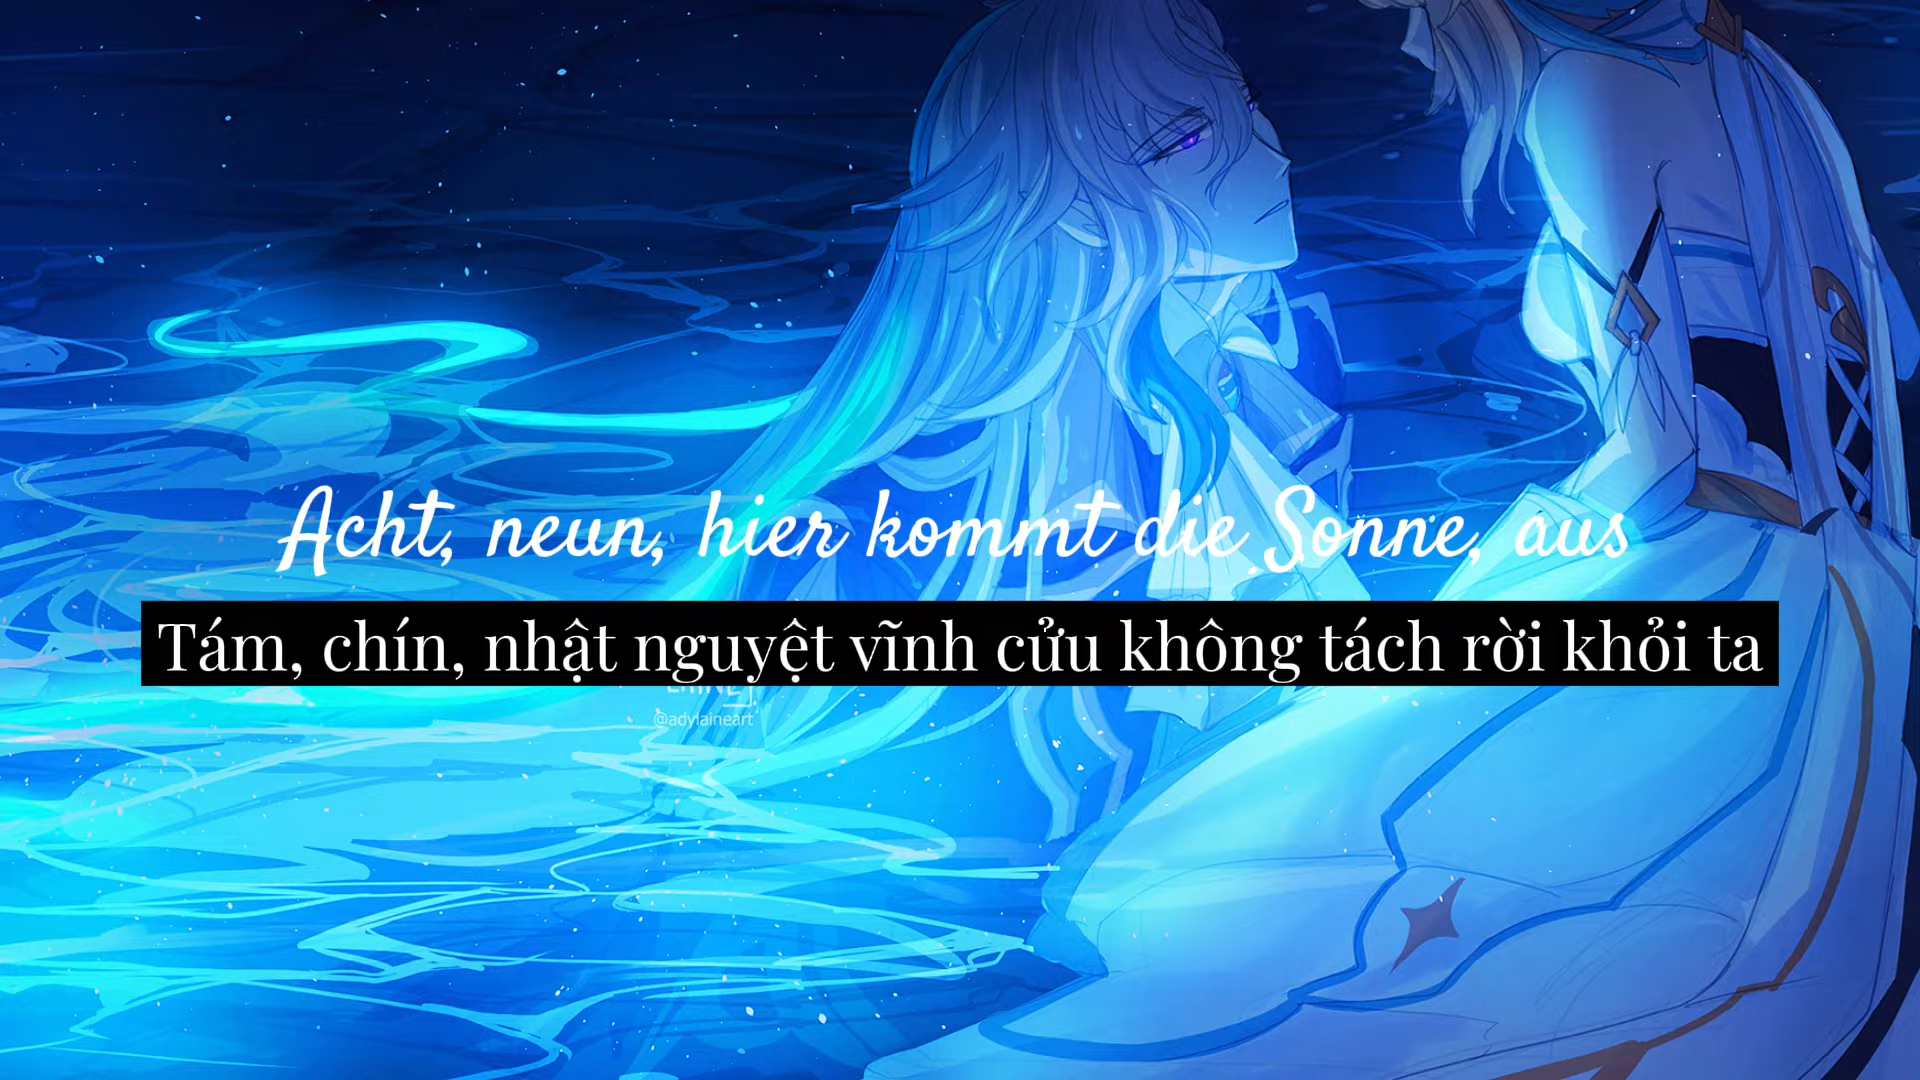 Acht, neun, hier kommt die Sonne, aus
Tám, chín, nhật nguyệt vĩnh cửu không tách rời khỏi ta
@adylaineart